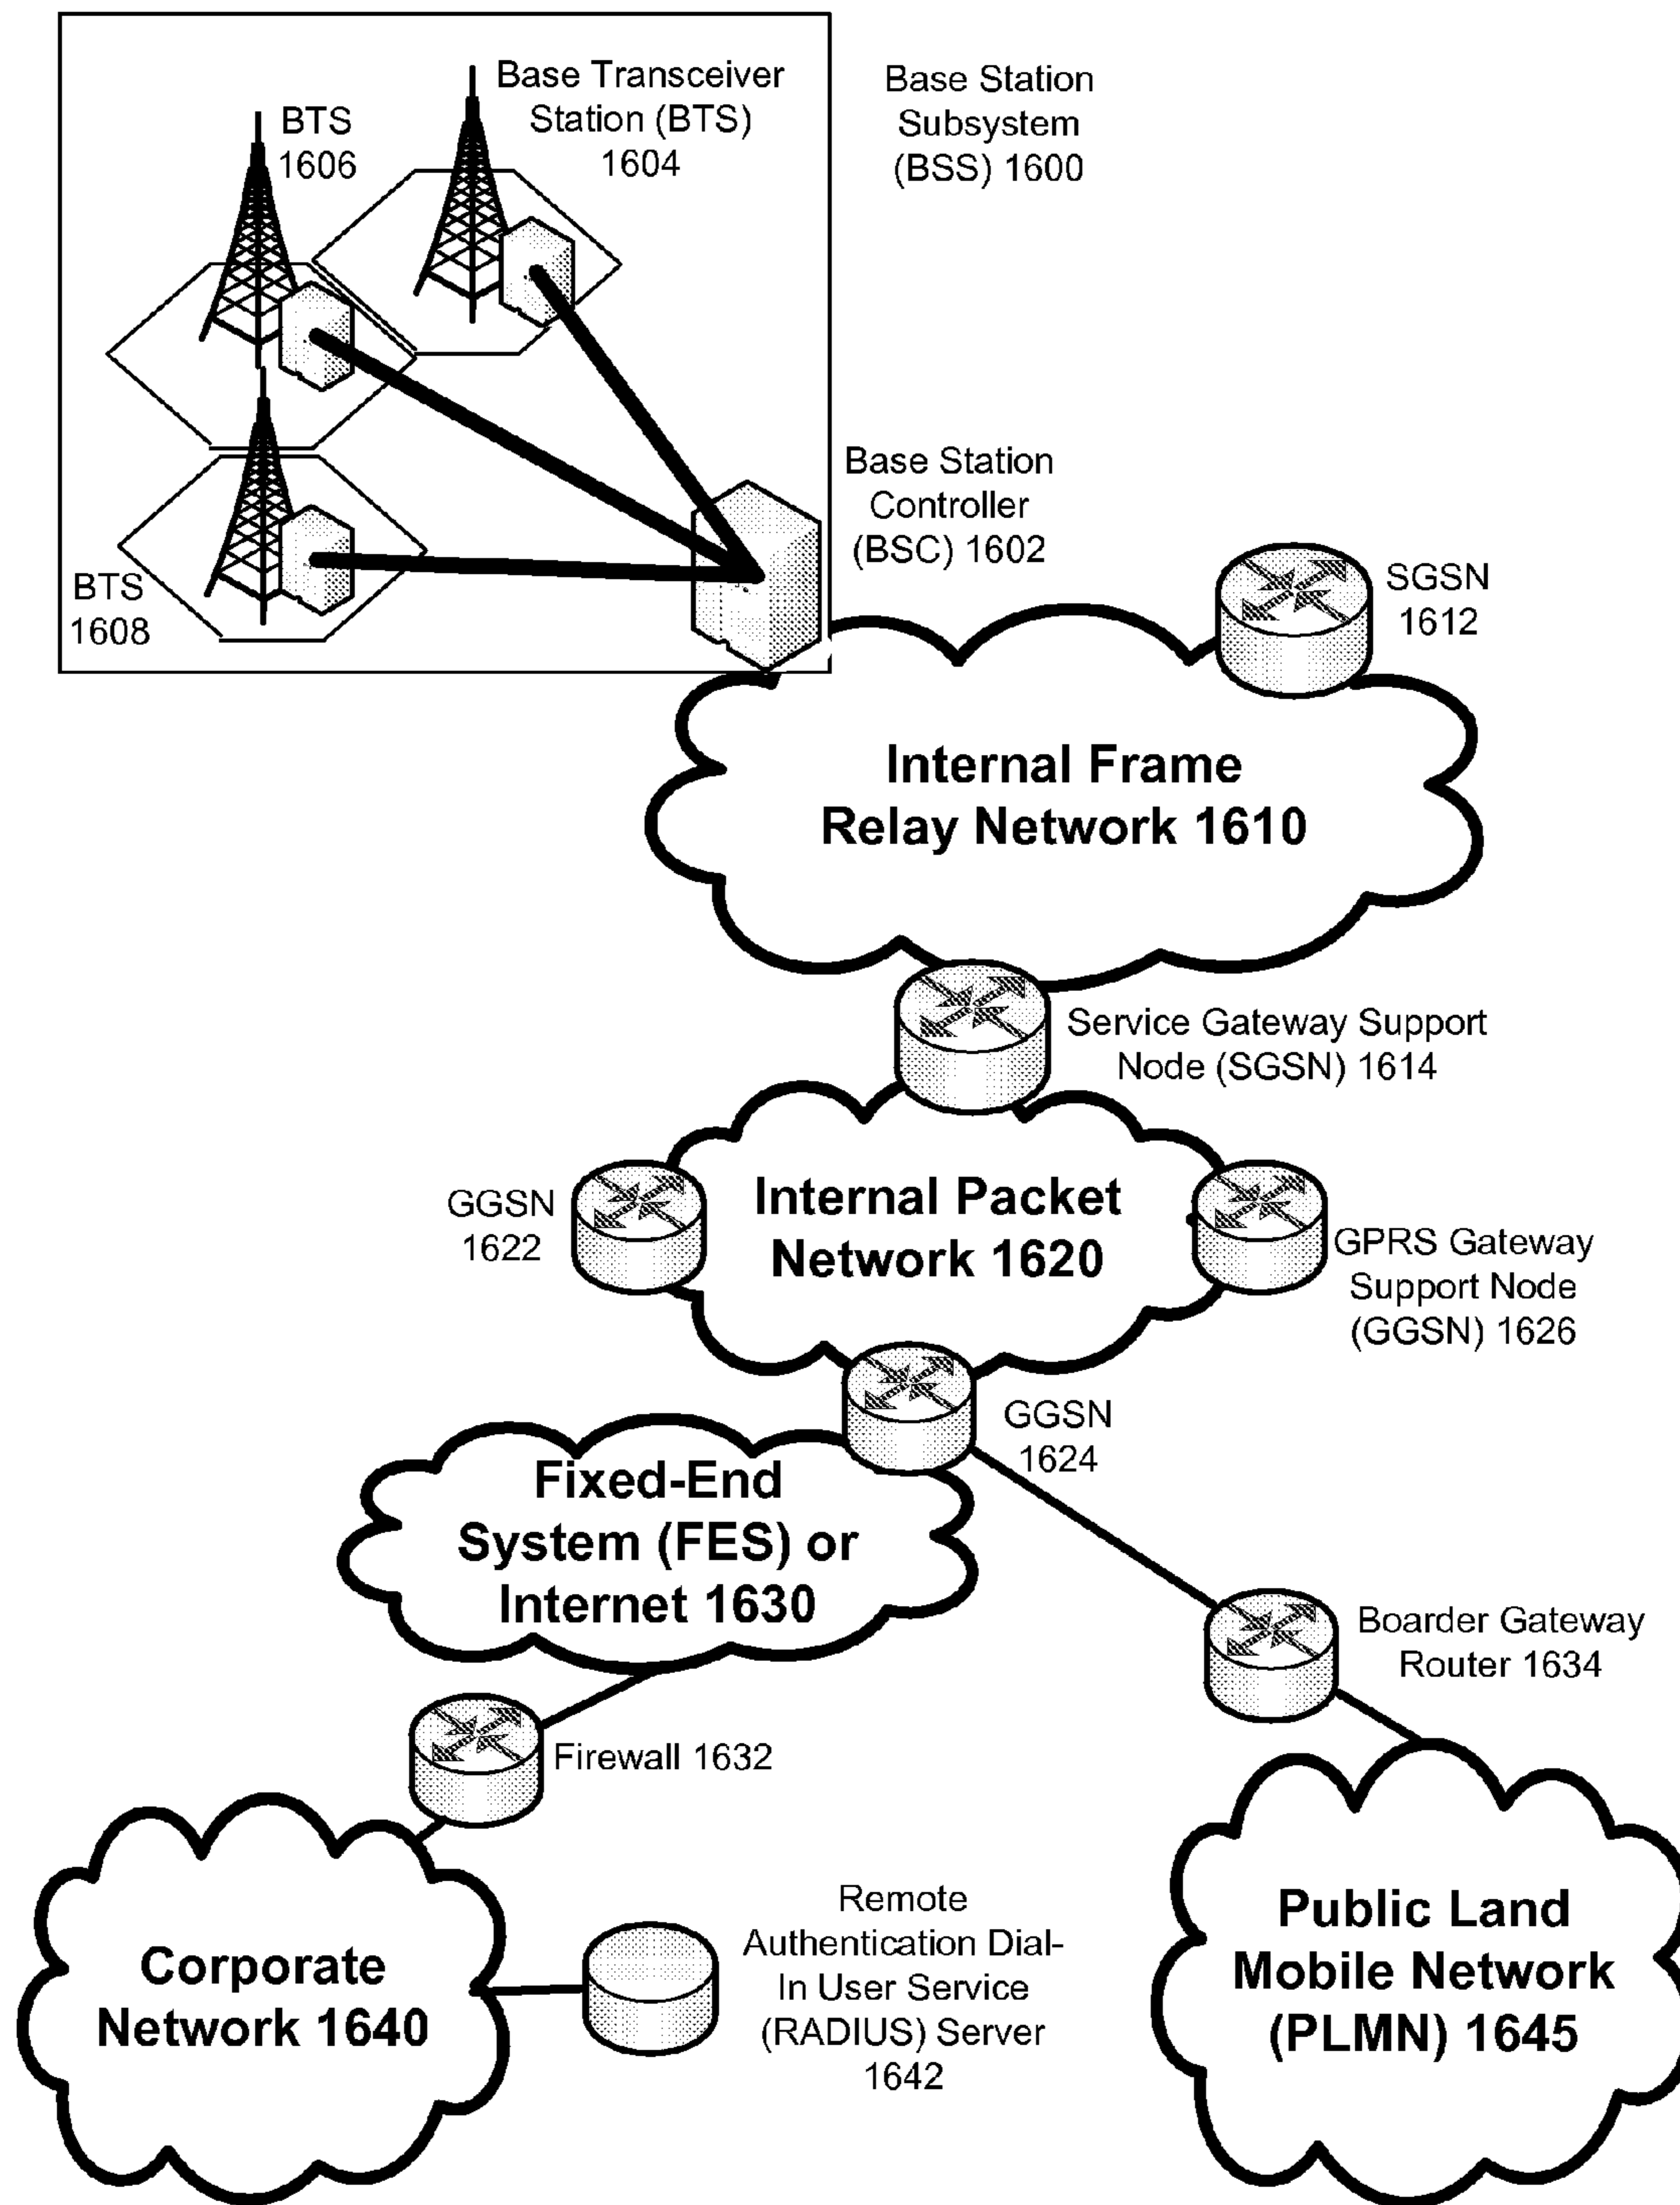 Base Transceiver
Station (BTS)
1604
BTS
1606
Base Station
Subsystem
(BSS) 1600
Base Station
Controller
(BSC) 1602
BTS
1608
SGSN
1612
Internal Frame
Relay Network 1610
Service Gateway Support
Node (SGSN) 1614
GGSN
1622
Internal Packet
Network 1620
GPRS Gateway
Support Node
(GGSN) 1626
GGSN
1624
Fixed-End
System (FES) or
Internet 1630
Boarder Gateway
Router 1634
Firewall 1632
Corporate
Network 1640
Remote
Authentication Dial-
In User Service
(RADIUS) Server
1642
Public Land
Mobile Network
(PLMN) 1645